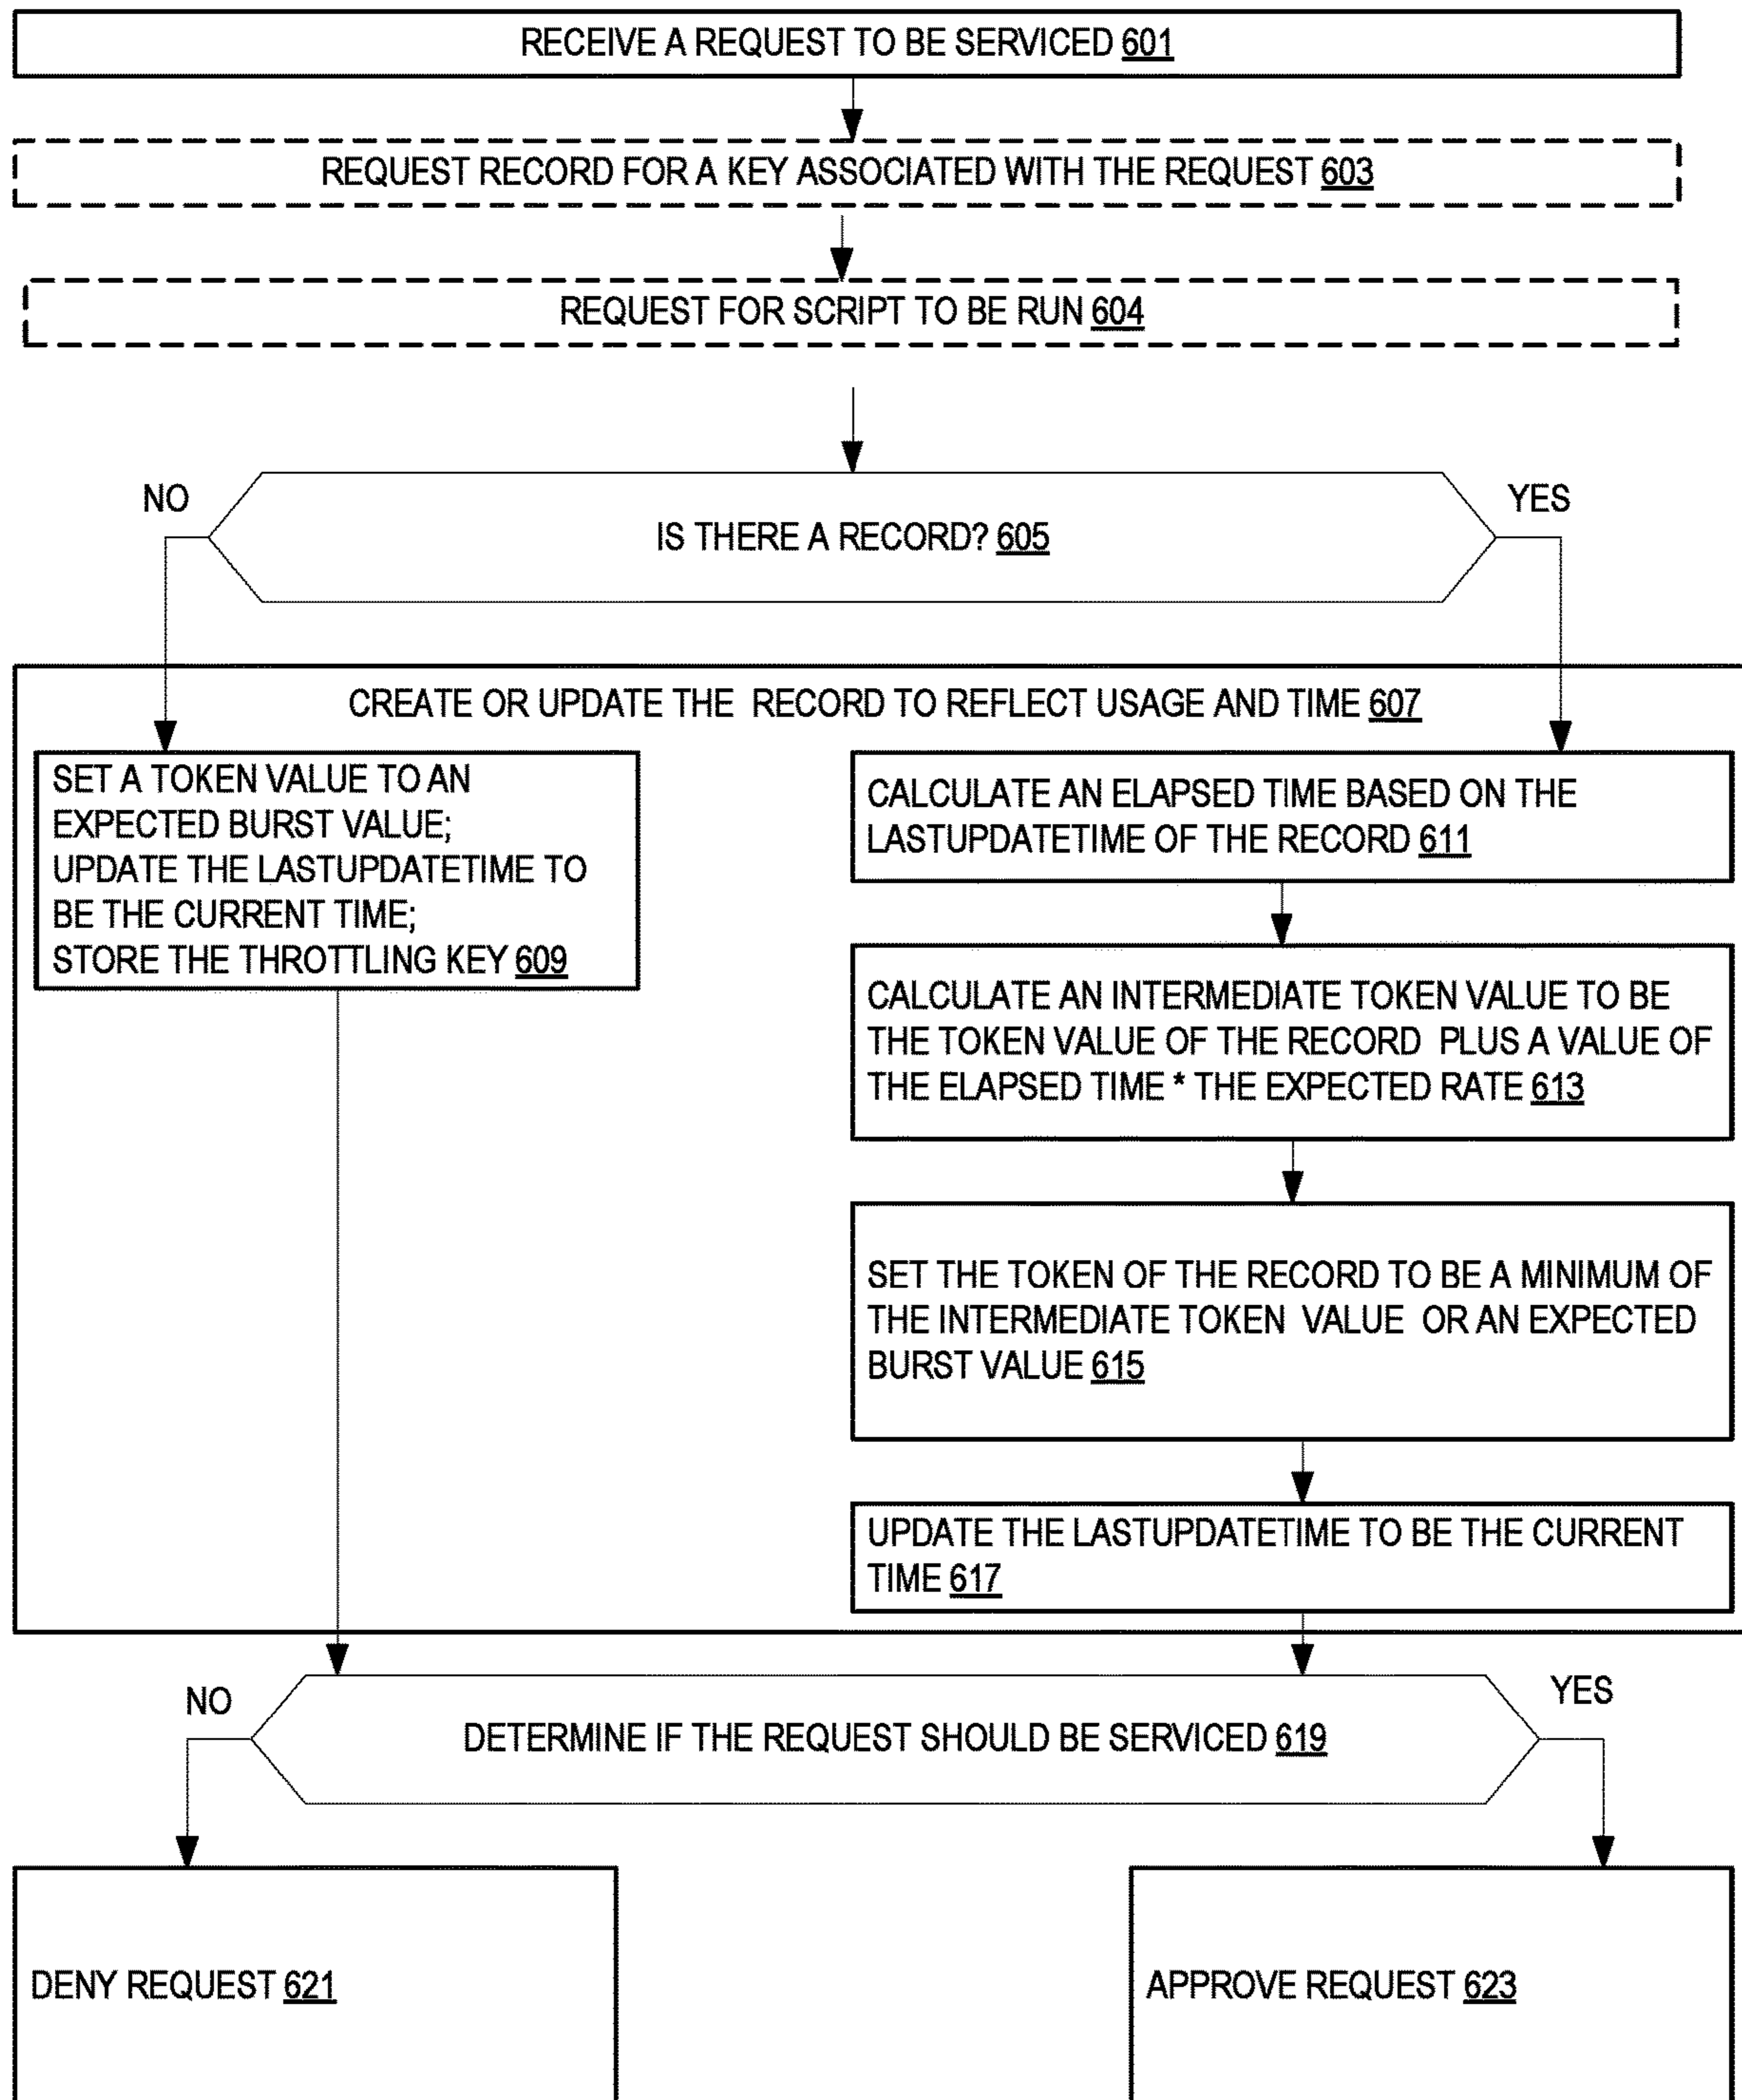 RECEIVE A REQUEST TO BE SERVICED 601
REQUEST RECORD FOR A KEY ASSOCIATED WITH THE REQUEST 603
REQUEST FOR SCRIPT TO BE RUN 604
NO
YES
IS THERE A RECORD? 605
CREATE OR UPDATE THE RECORD TO REFLECT USAGE AND TIME 607
SET A TOKEN VALUE TO AN
EXPECTED BURST VALUE;
UPDATE THE LASTUPDATETIME TO
BE THE CURRENT TIME;
STORE THE THROTTLING KEY 609
CALCULATE AN ELAPSED TIME BASED ON THE
LASTUPDATETIME OF THE RECORD 611
CALCULATE AN INTERMEDIATE TOKEN VALUE TO BE
THE TOKEN VALUE OF THE RECORD PLUS A VALUE OF
THE ELAPSED TIME * THE EXPECTED RATE 613
SET THE TOKEN OF THE RECORD TO BE A MINIMUM OF
THE INTERMEDIATE TOKEN VALUE OR AN EXPECTED
BURST VALUE 615
UPDATE THE LASTUPDATETIME TO BE THE CURRENT
TIME 617
NO
YES
DETERMINE IF THE REQUEST SHOULD BE SERVICED 619
DENY REQUEST 621
APPROVE REQUEST 623